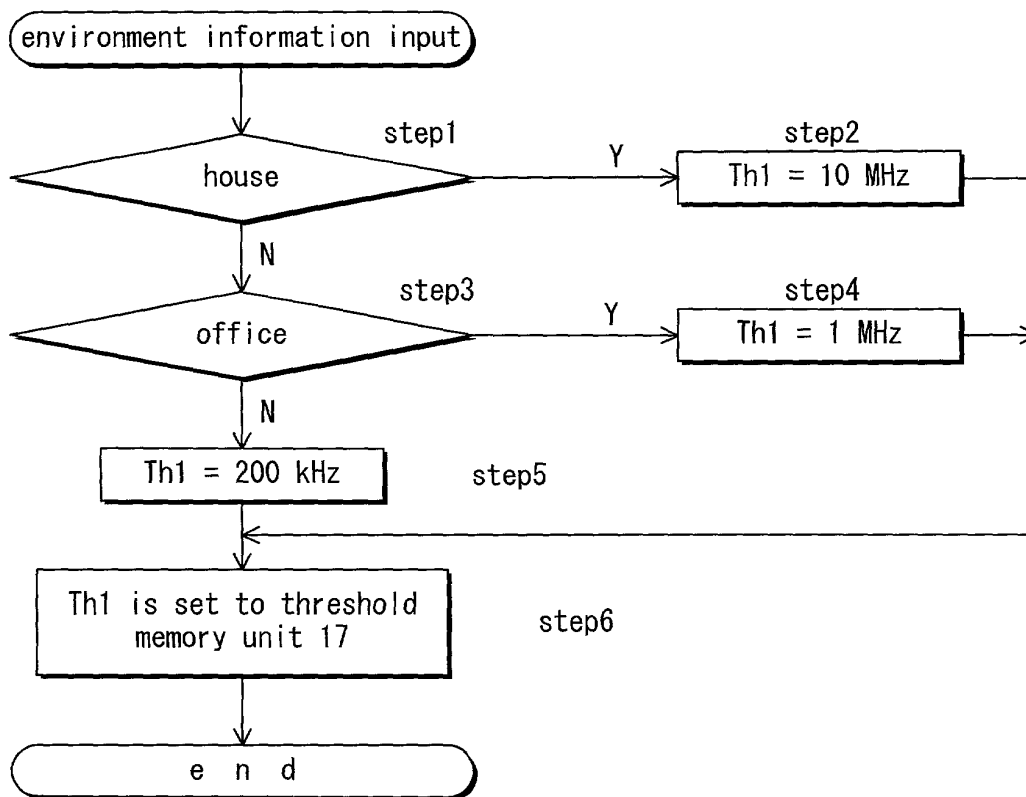 environment information input
step1
house
Y
step2
Th1 = 10 MHz
N
step3
office
Y
step4
Th1 = 1 MHz
N
Th1 = 200 kHz
step5
Th1 is set to threshold
memory unit 17
step6
e n d